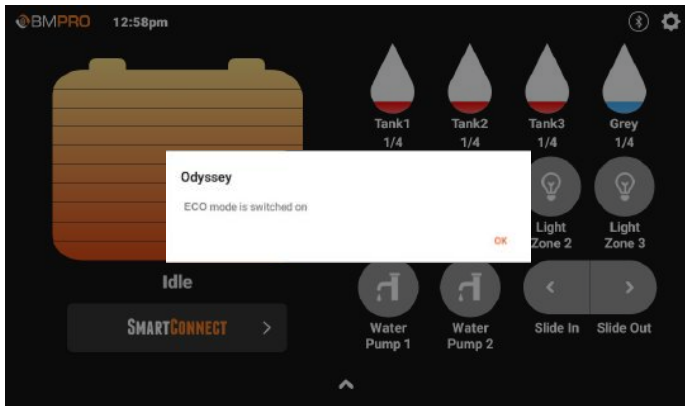 BMPRO 12:58pm
Tank1 Tank2 Tank3 Grey
1/4 1/4 1/4 1/4
Odyssey
ECO mode is switched on
OK
Light Zone 2
Light Zone 3
Idle
SMARTCONNECT
Water Pump 1
Water Pump 2
Slide In Slide Out